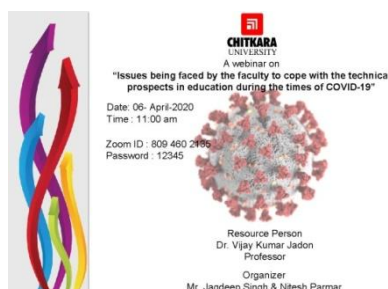 CHITKARA
UNIVERSITY
A webinar on
"Issues being faced by the faculty to cope with the technica
prospects in education during the times of COVID-19"
Date: 06- April-2020
Time : 11:00 am
Zoom ID : 809 460 2135
Password : 12345
Resource Person
Dr. Vijay Kumar Jadon
Professor
Organizer
Mr. Jagdeep Singh & Nitesh Parmar